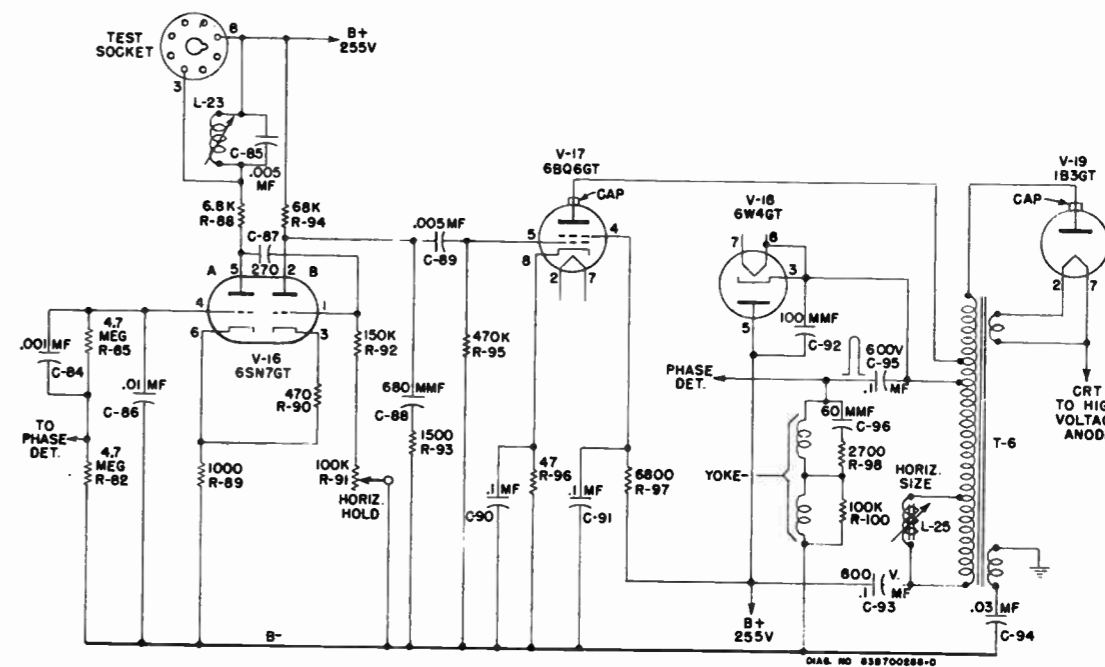 TEST
SOCKET
8
3
B+
255V
L-23
C-85
.005
MF
6.8K
R-88
68K
R-94
C-87
270
A
5
2
B
4
6
1
3
V-16
6SN7GT
.001 MF
C-84
4.7
MEG
R-85
.01 MF
C-86
TO
PHASE
DET.
4.7
MEG
R-82
1000
R-89
470
R-90
150K
R-92
100K
R-91
HORIZ.
HOLD
680 MMF
C-88
1500
R-93
.005 MF
C-89
470K
R-95
V-17
6BQ6GT
CAP
5
8
4
2
7
.1 MF
C-90
47
R-96
.1 MF
C-91
6800
R-97
V-18
6W4GT
7
8
3
5
100 MMF
C-92
PHASE
DET.
600V
C-95
.1 MF
60 MMF
C-96
2700
R-98
YOKE
100K
R-100
HORIZ.
SIZE
L-25
600 V.
.1 MF
C-93
B+
255V
V-19
1B3GT
CAP
2
7
CRT
TO HIG
VOLTAG
ANOD
T-6
.03 MF
C-94
B-
DIAG. NO 83B700288-D